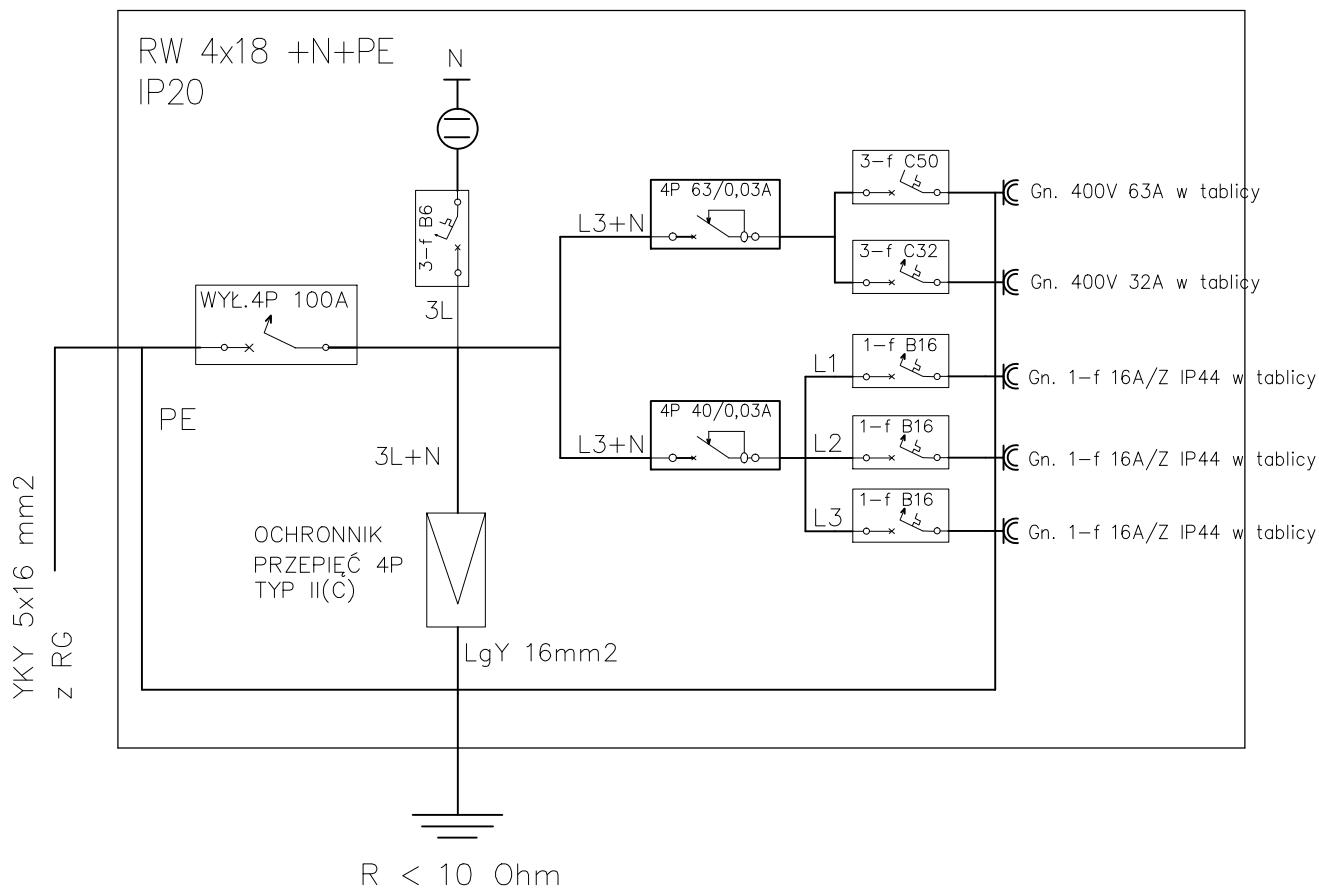 RW 4x18 +N+PE
IP20
N
3-f B6
3L
WYŁ.4P 100A
PE
YKY 5x16 mm2
z RG
3L+N
OCHRONNIK
PRZEPIĘĆ 4P
TYP II(C)
LgY 16mm2
R < 10 Ohm
L3+N
4P 63/0,03A
3-f C50
Gn. 400V 63A w tablicy
3-f C32
Gn. 400V 32A w tablicy
L3+N
4P 40/0,03A
L1
1-f B16
Gn. 1-f 16A/Z IP44 w tablicy
L2
1-f B16
Gn. 1-f 16A/Z IP44 w tablicy
L3
1-f B16
Gn. 1-f 16A/Z IP44 w tablicy